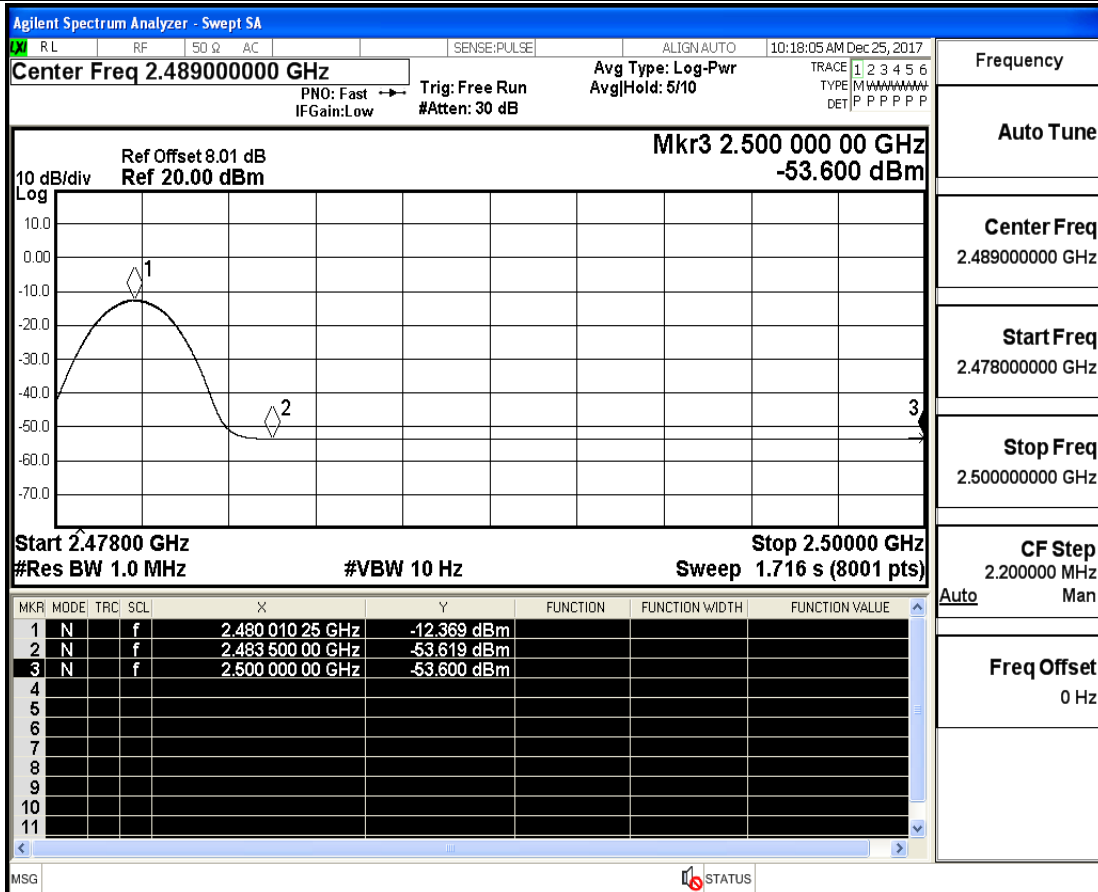 Agilent Spectrum Analyzer - Swept SA
LXI RL RF 50 Ω AC SENSE:PULSE ALIGN AUTO 10:18:05 AM Dec 25, 2017
Center Freq 2.489000000 GHz
PNO: Fast
IFGain:Low
Trig: Free Run
#Atten: 30 dB
Avg Type: Log-Pwr
Avg|Hold: 5/10
TRACE 1 2 3 4 5 6
TYPE M WWWWW
DET P P P P P P
Mkr3 2.500 000 00 GHz
-53.600 dBm
Ref Offset 8.01 dB
10 dB/div Ref 20.00 dBm
Log
10.0
0.00
-10.0
-20.0
-30.0
-40.0
-50.0
-60.0
-70.0
1
2
3
Start 2.47800 GHz Stop 2.50000 GHz
#Res BW 1.0 MHz #VBW 10 Hz Sweep 1.716 s (8001 pts)
MKR MODE TRC SCL X Y FUNCTION FUNCTION WIDTH FUNCTION VALUE
1 N f 2.480 010 25 GHz -12.369 dBm
2 N f 2.483 500 00 GHz -53.619 dBm
3 N f 2.500 000 00 GHz -53.600 dBm
4
5
6
7
8
9
10
11
MSG STATUS
Frequency
Auto Tune
Center Freq
2.489000000 GHz
Start Freq
2.478000000 GHz
Stop Freq
2.500000000 GHz
CF Step
2.200000 MHz
Auto Man
Freq Offset
0 Hz